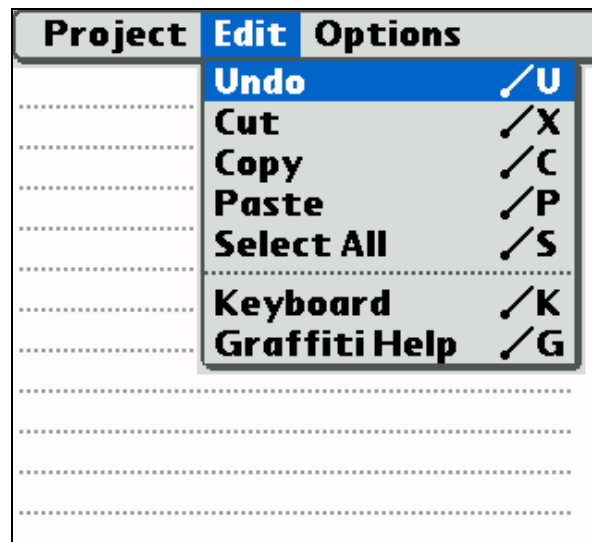 Project Edit Options
Undo /U
Cut /X
Copy /C
Paste /P
Select All /S
Keyboard /K
Graffiti Help /G